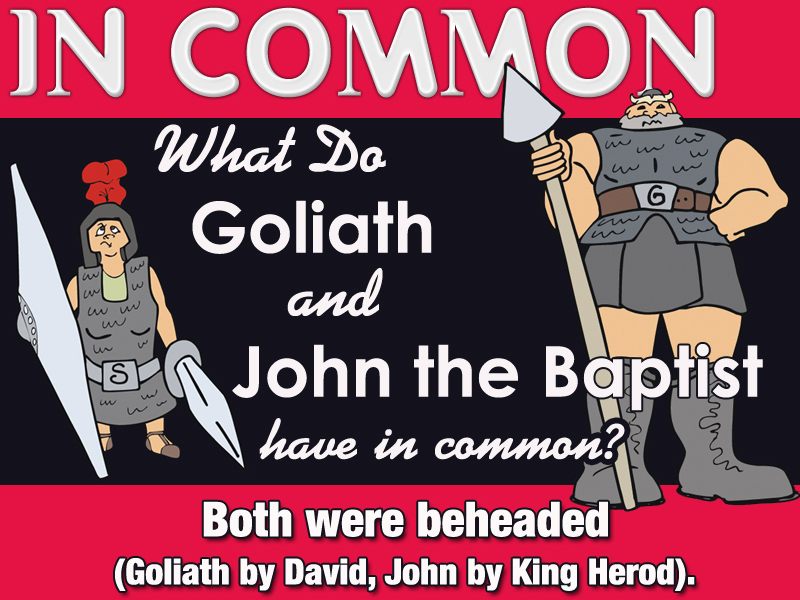 IN COMMON
What Do
Goliath
and
John the Baptist
have in common?
S
G
Both were beheaded
(Goliath by David, John by King Herod).